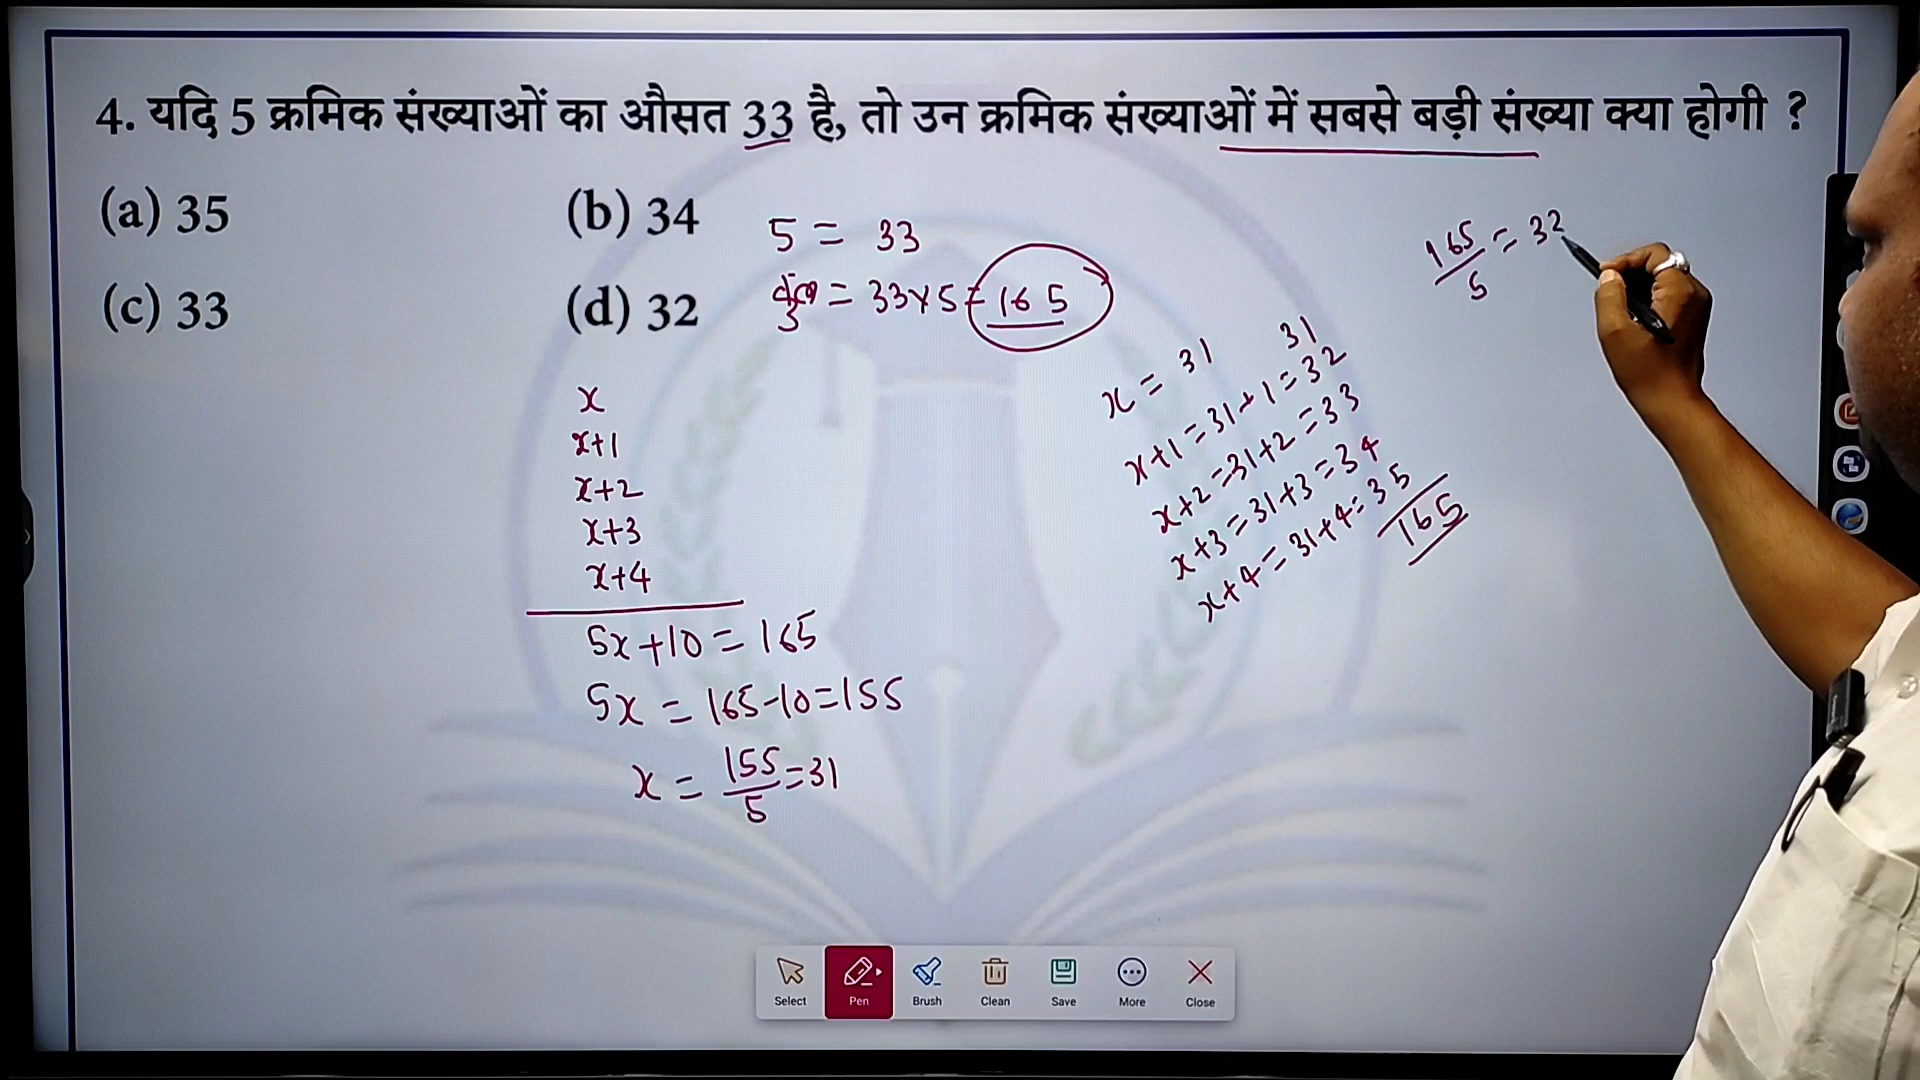 4. यदि 5 क्रमिक संख्याओं का औसत 33 है, तो उन क्रमिक संख्याओं में सबसे बड़ी संख्या क्या होगी ?
(a) 35 (b) 34
(c) 33 (d) 32
5 = 33
= 33×5 = 165
x
x+1
x+2
x+3
x+4
5x+10 = 165
5x = 165-10=155
x = 155/5 =31
x = 31 31
x+1 = 31+1 = 32
x+2 = 31+2 = 33
x+3 = 31+3 = 34
x+4 = 31+4 = 35
165
165/5 = 32
Select Pen Brush Clean Save More Close